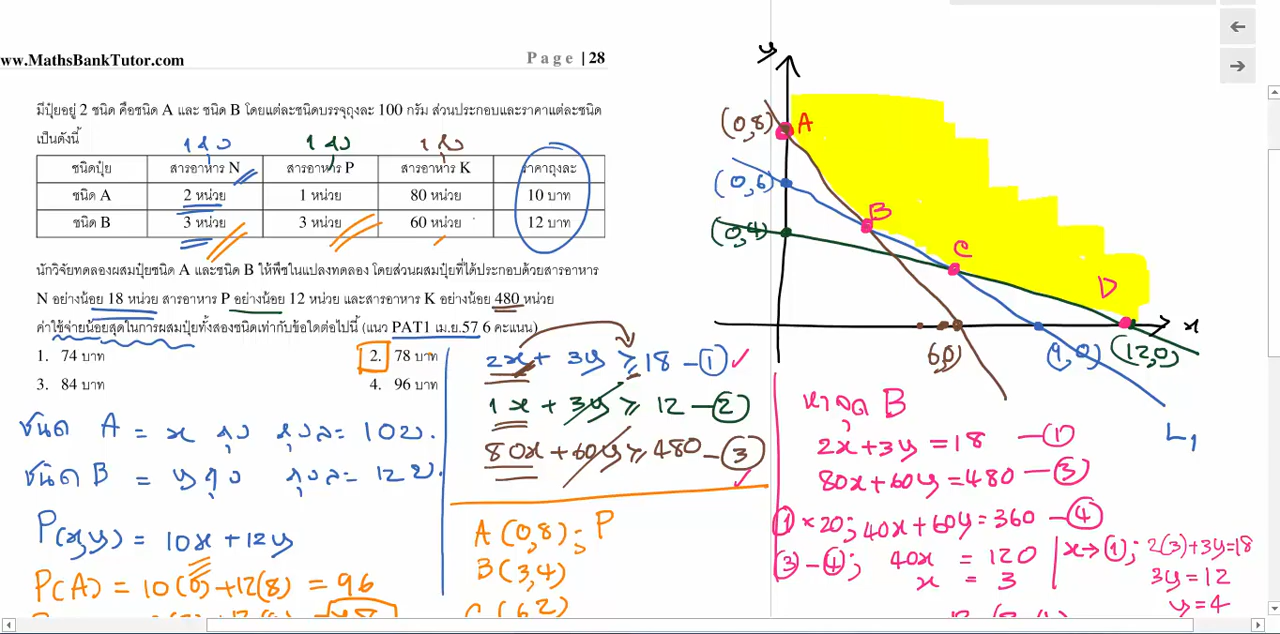 www.MathsBankTutor.com
Page | 28
มีปุ๋ยอยู่ 2 ชนิด คือชนิด A และ ชนิด B โดยแต่ละชนิดบรรจุถุงละ 100 กรัม ส่วนประกอบและราคาแต่ละชนิด
เป็นดังนี้
1 ถุง 1 ถุง 1 ถุง
ชนิดปุ๋ย สารอาหาร N สารอาหาร P สารอาหาร K ราคาถุงละ
ชนิด A 2 หน่วย 1 หน่วย 80 หน่วย 10 บาท
ชนิด B 3 หน่วย 3 หน่วย 60 หน่วย 12 บาท
นักวิจัยทดลองผสมปุ๋ยชนิด A และชนิด B ให้พืชในแปลงทดลอง โดยส่วนผสมปุ๋ยที่ได้ประกอบด้วยสารอาหาร
N อย่างน้อย 18 หน่วย สารอาหาร P อย่างน้อย 12 หน่วย และสารอาหาร K อย่างน้อย 480 หน่วย
ค่าใช้จ่ายน้อยสุดในการผสมปุ๋ยทั้งสองชนิดเท่ากับข้อใดต่อไปนี้ (แนว PAT1 เม.ย.57 6 คะแนน)
1. 74 บาท 2. 78 บาท
3. 84 บาท 4. 96 บาท
ชนิด A = x ถุง ถุงละ 10 บ.
ชนิด B = y ถุง ถุงละ 12 บ.
P(x,y) = 10x + 12y
P(A) = 10(0) + 12(8) = 96
2x + 3y ≥ 18 – ①
1x + 3y ≥ 12 – ②
80x + 60y ≥ 480 – ③
A (0,8) ; P
B (3,4)
C (6,2)
y
(0,8) A
(0,6)
(0,4)
B
C
D
x
(6,0) (9,0) (12,0)
L₁
หาจุด B
2x + 3y = 18 – ①
80x + 60y = 480 – ③
① × 20; 40x + 60y = 360 – ④
③ – ④; 40x = 120
x = 3
x → ①; 2(3) + 3y = 18
3y = 12
y = 4